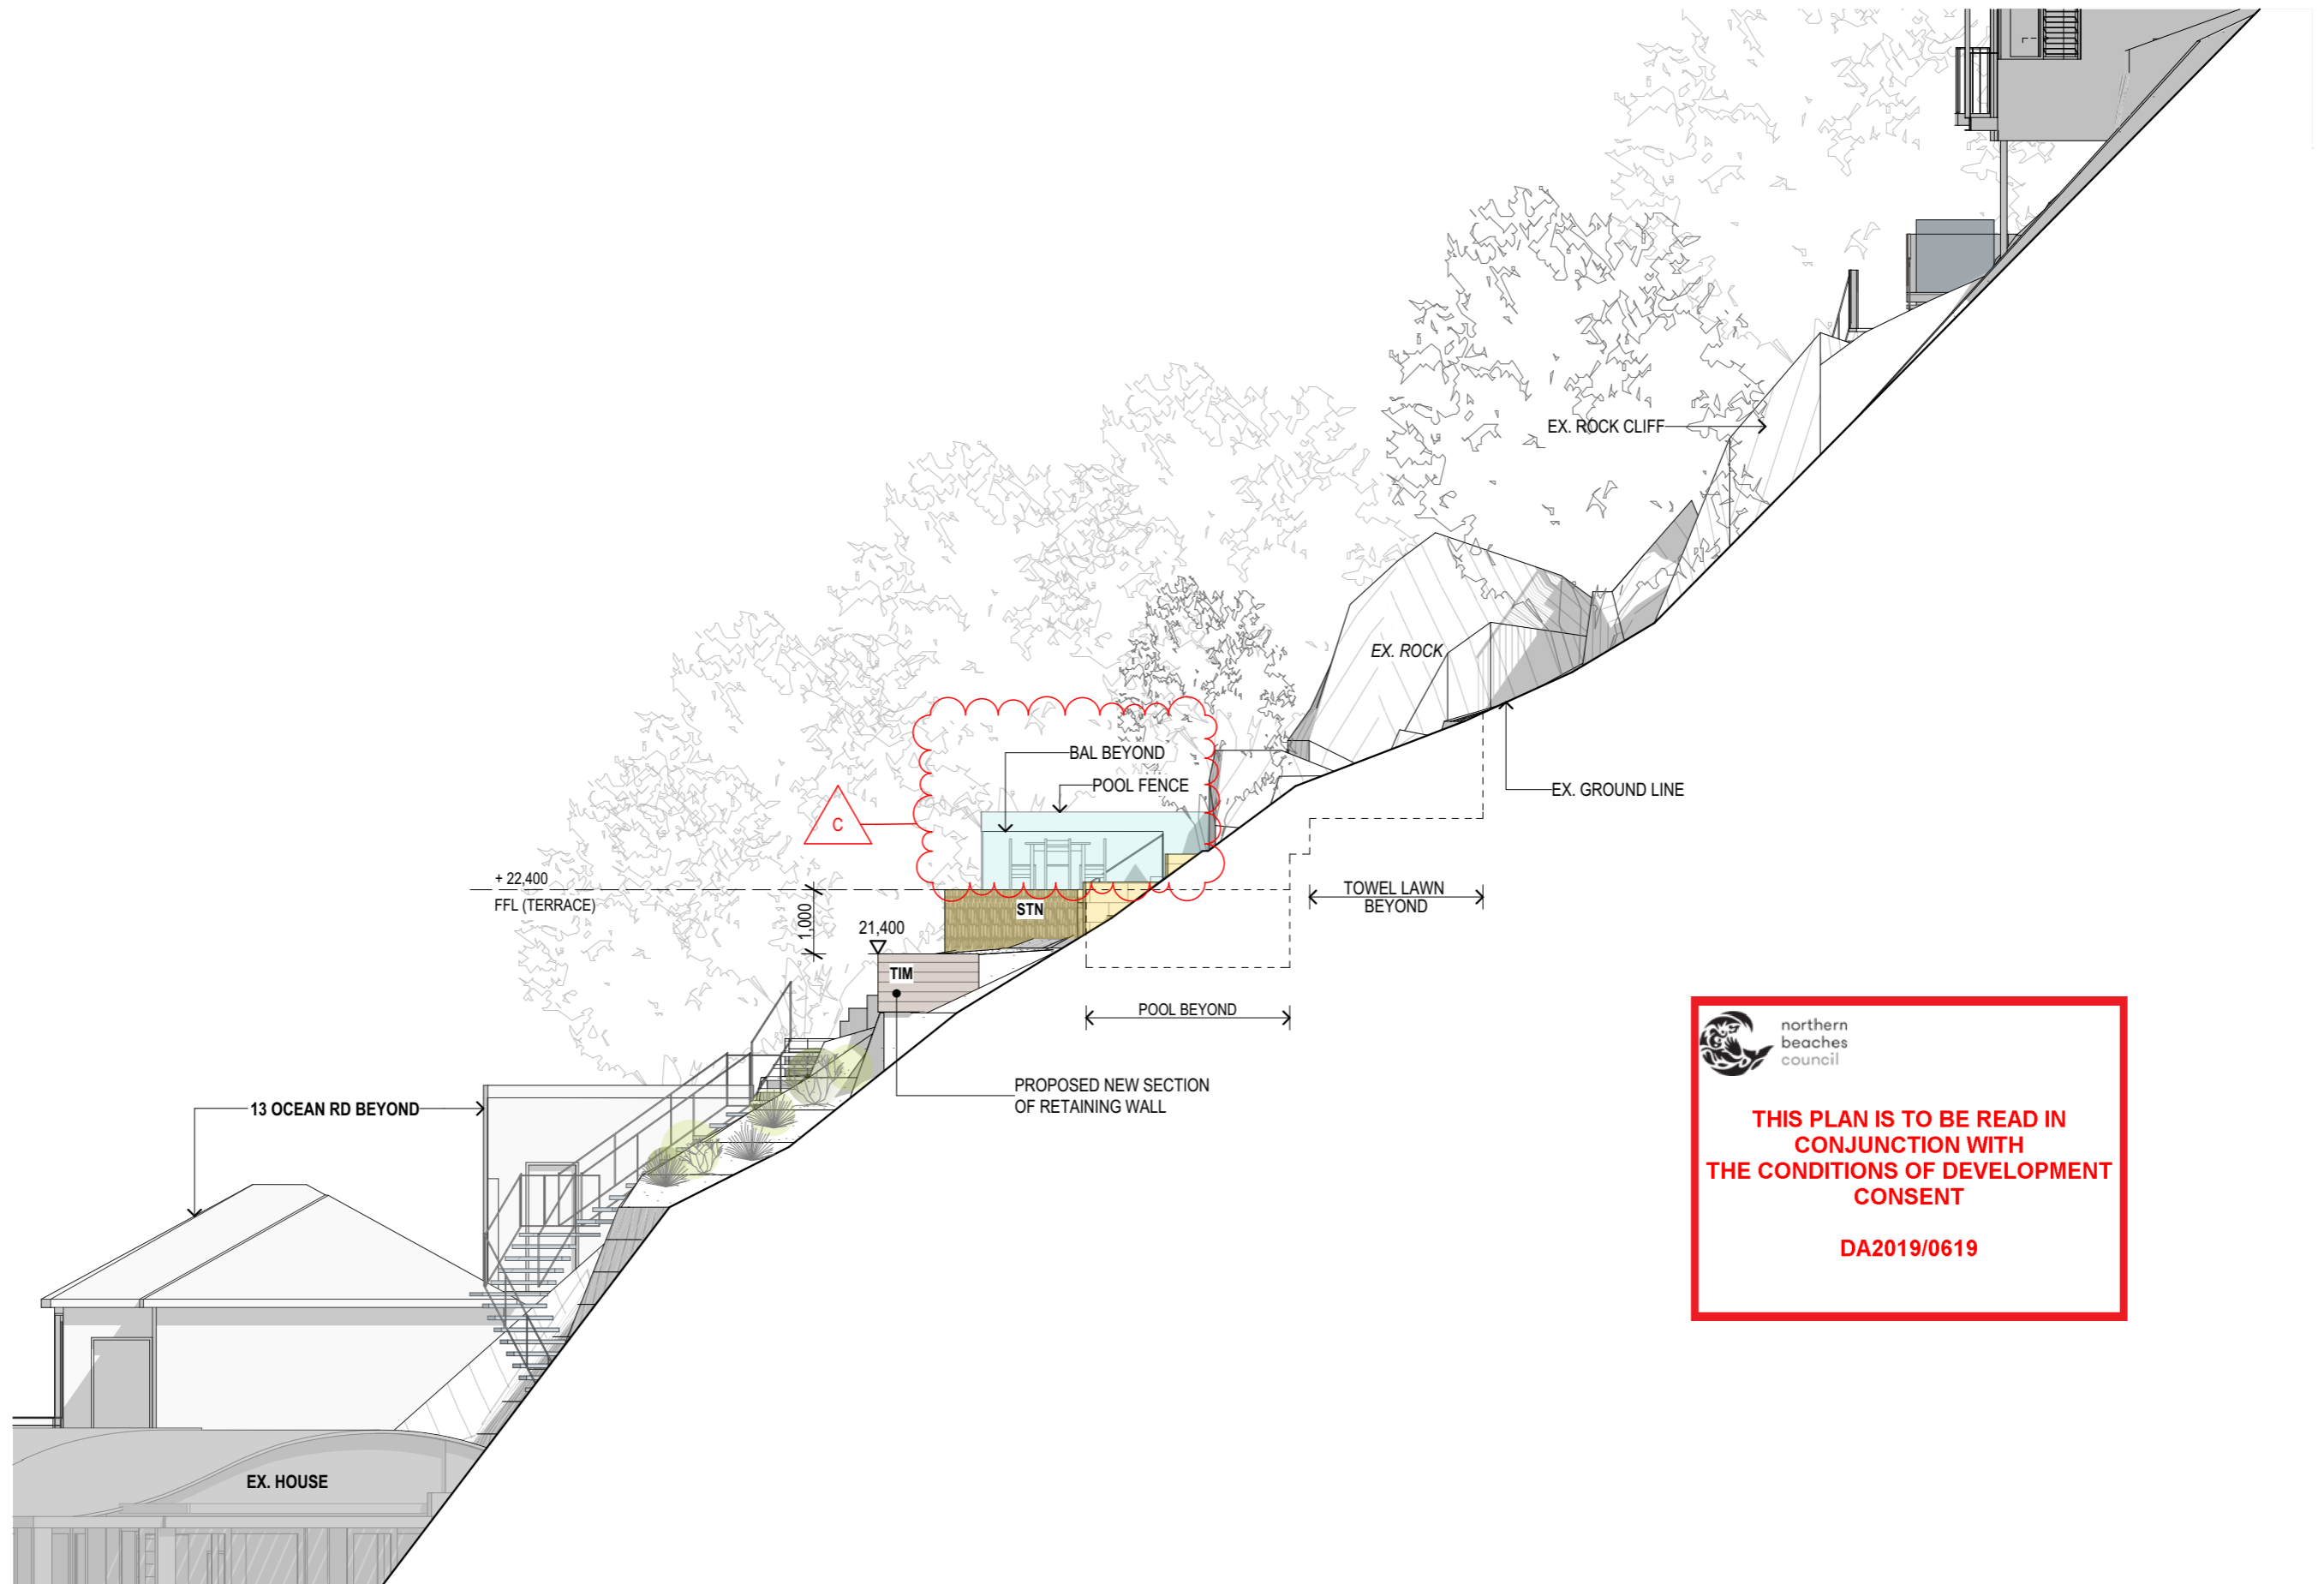 EX. ROCK CLIFF
EX. ROCK
BAL BEYOND
POOL FENCE
EX. GROUND LINE
C
+ 22,400
FFL (TERRACE)
1,000
STN
TOWEL LAWN
BEYOND
21,400
TIM
POOL BEYOND
PROPOSED NEW SECTION
OF RETAINING WALL
13 OCEAN RD BEYOND
EX. HOUSE
northern
beaches
council
THIS PLAN IS TO BE READ IN
CONJUNCTION WITH
THE CONDITIONS OF DEVELOPMENT
CONSENT
DA2019/0619